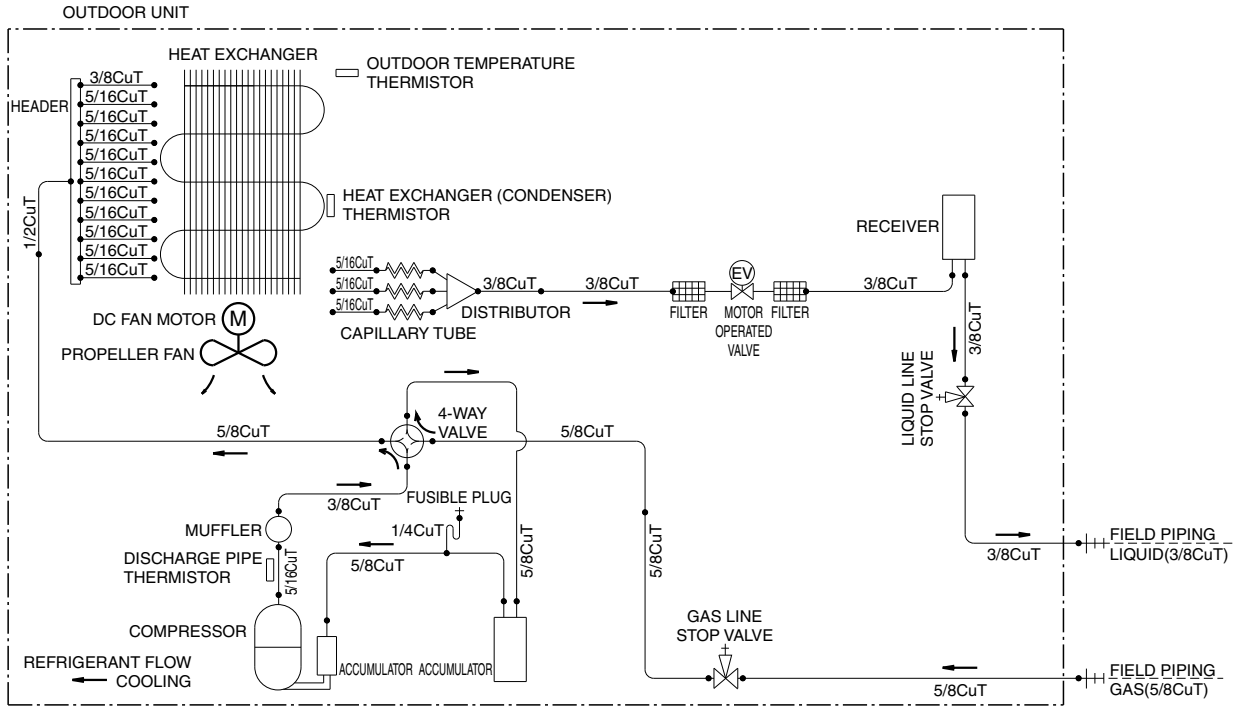 OUTDOOR UNIT
HEAT EXCHANGER
OUTDOOR TEMPERATURE
THERMISTOR
HEADER
3/8CuT
5/16CuT
5/16CuT
5/16CuT
5/16CuT
5/16CuT
5/16CuT
5/16CuT
5/16CuT
5/16CuT
5/16CuT
1/2CuT
HEAT EXCHANGER (CONDENSER)
THERMISTOR
RECEIVER
5/16CuT
5/16CuT
5/16CuT
CAPILLARY TUBE
3/8CuT
DISTRIBUTOR
3/8CuT
FILTER
EV
MOTOR
OPERATED
VALVE
FILTER
3/8CuT
3/8CuT
LIQUID LINE
STOP VALVE
DC FAN MOTOR
M
PROPELLER FAN
4-WAY
VALVE
5/8CuT
5/8CuT
3/8CuT
FUSIBLE PLUG
MUFFLER
1/4CuT
DISCHARGE PIPE
THERMISTOR
5/16CuT
5/8CuT
5/8CuT
5/8CuT
3/8CuT
FIELD PIPING
LIQUID(3/8CuT)
COMPRESSOR
GAS LINE
STOP VALVE
REFRIGERANT FLOW
COOLING
ACCUMULATOR
ACCUMULATOR
5/8CuT
FIELD PIPING
GAS(5/8CuT)